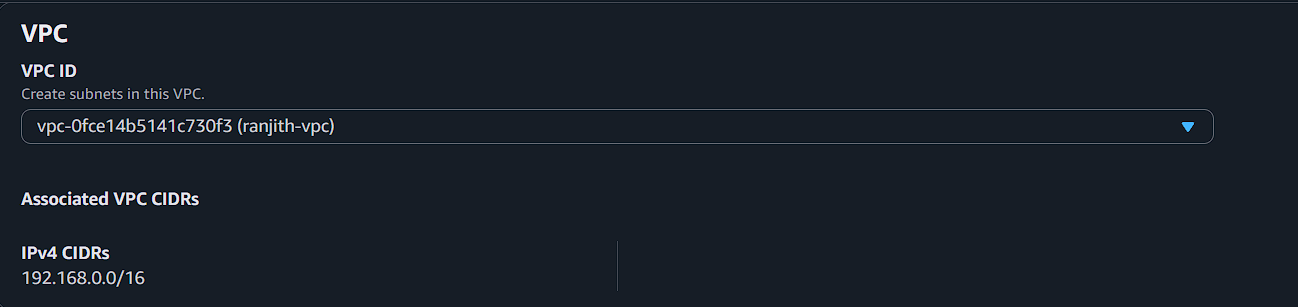 VPC
VPC ID
Create subnets in this VPC.
vpc-0fce14b5141c730f3 (ranjith-vpc)
Associated VPC CIDRs
IPv4 CIDRs
192.168.0.0/16